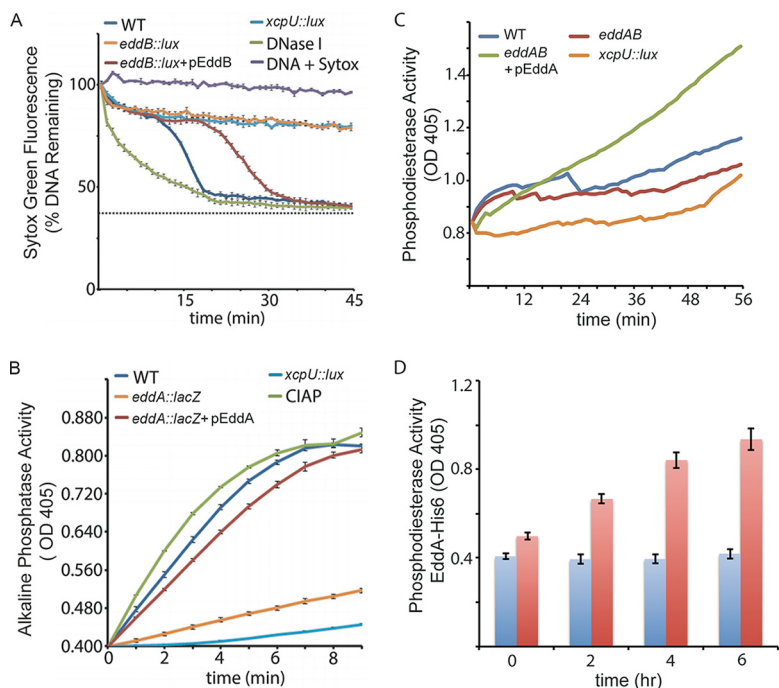 A
WT
xcpU::lux
eddB::lux
DNase I
eddB::lux+pEddB
DNA + Sytox
Sytox Green Fluorescence
(% DNA Remaining)
100
50
0
15
30
45
time (min)
C
WT
eddAB
eddAB
+pEddA
xcpU::lux
Phosphodiesterase Activity
(OD 405)
1.4
1.2
1.0
0.8
12
24
36
48
56
time (min)
B
WT
xcpU::lux
eddA::lacZ
CIAP
eddA::lacZ+pEddA
Alkaline Phosphatase Activity
( OD 405)
0.880
0.800
0.720
0.640
0.560
0.480
0.400
0
2
4
6
8
time (min)
D
Phosphodiesterase Activity
EddA-His6 (OD 405)
1.2
0.8
0.4
0
0
2
4
6
time (hr)